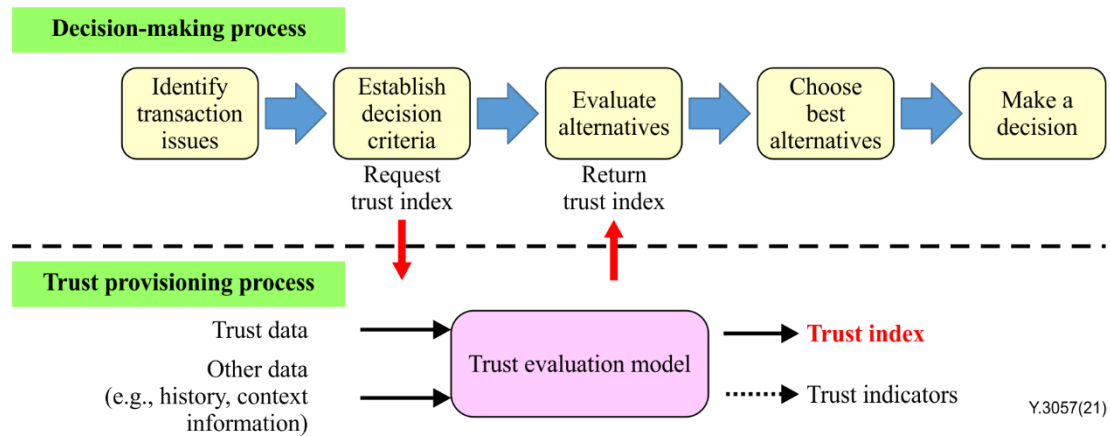 Decision-making process
Identify
transaction
issues
Establish
decision
criteria
Evaluate
alternatives
Choose
best
alternatives
Make a
decision
Request
trust index
Return
trust index
Trust provisioning process
Trust data
Other data
(e.g., history, context
information)
Trust evaluation model
Trust index
Trust indicators
Y.3057(21)